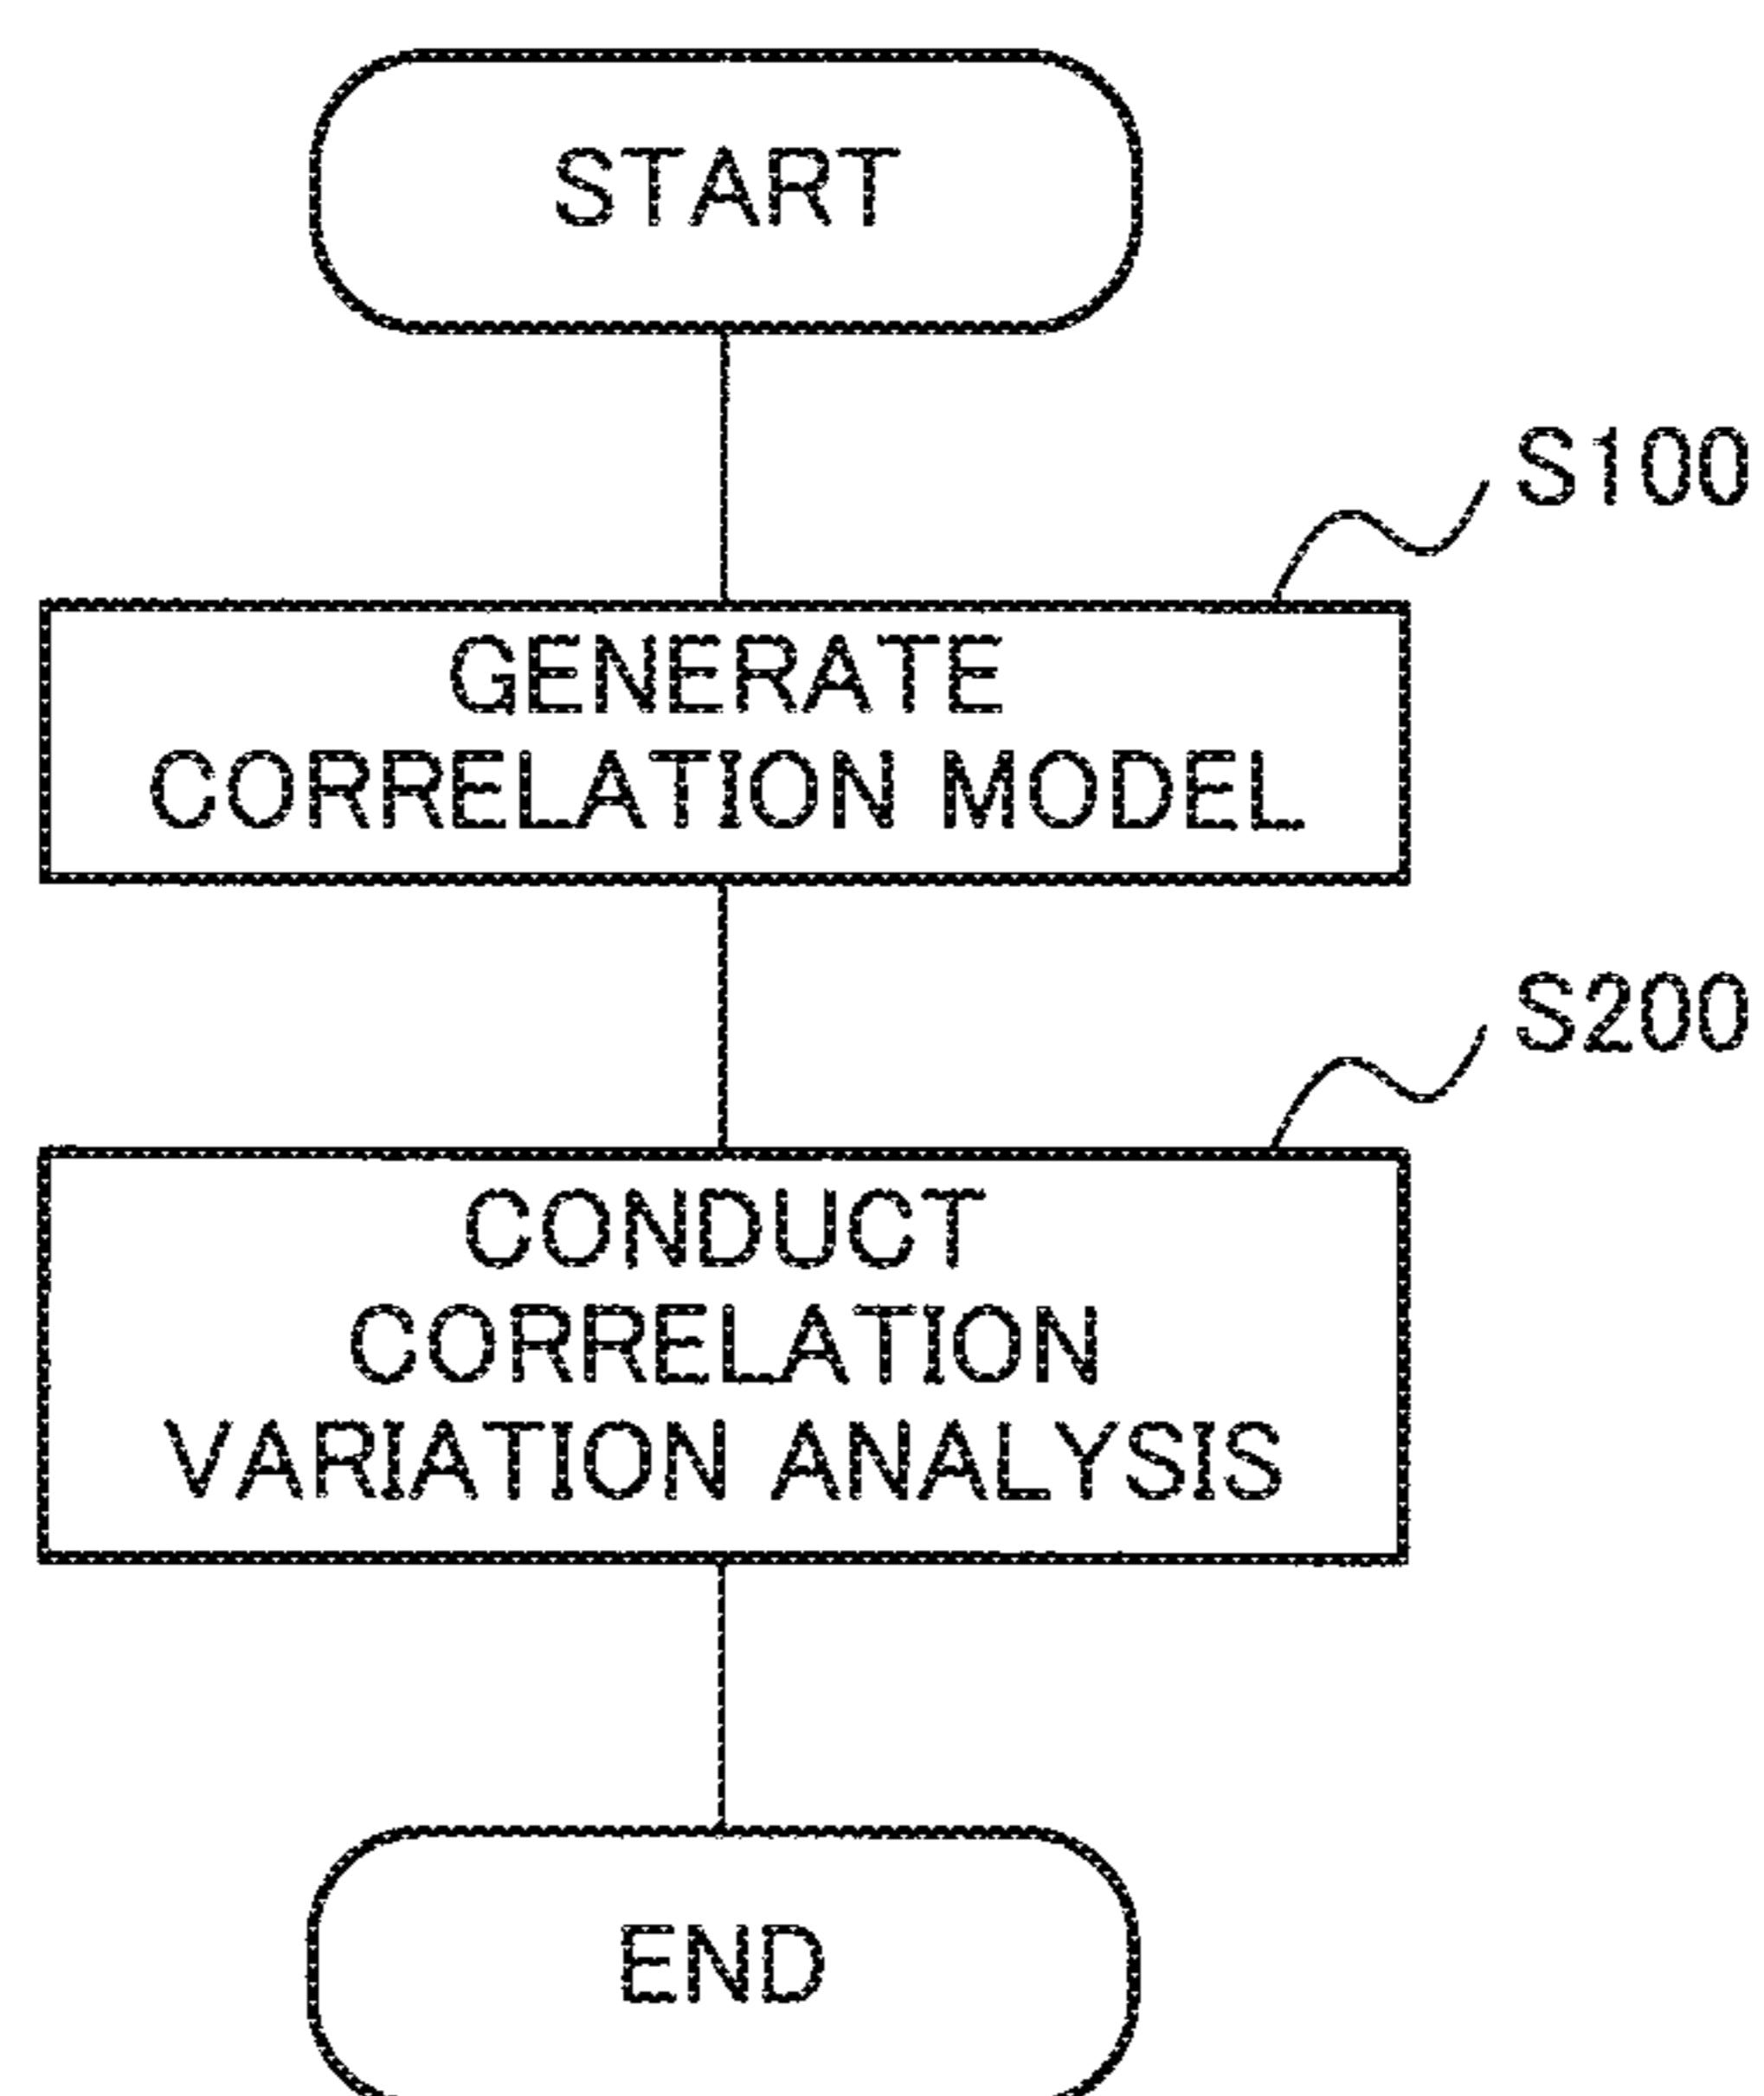 START
S100
GENERATE
CORRELATION MODEL
S200
CONDUCT
CORRELATION
VARIATION ANALYSIS
END